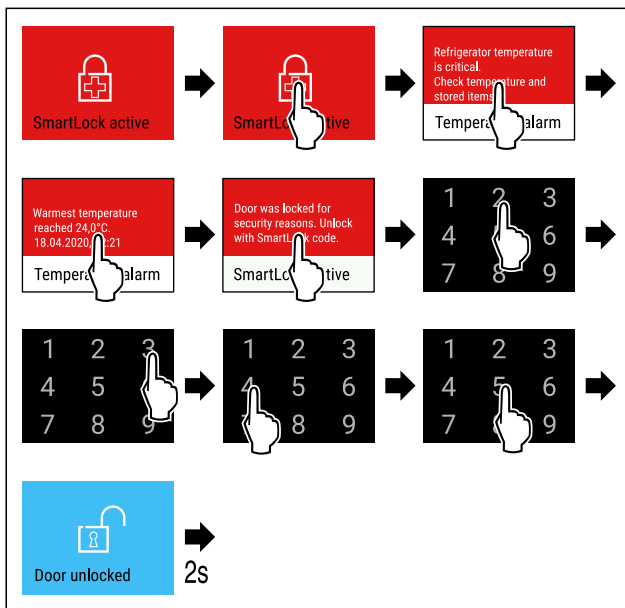 SmartLock active
SmartLock active
Refrigerator temperature
is critical.
Check temperature and
stored items
Temperature alarm
Warmest temperature
reached 24,0°C.
18.04.2020,
Temperature alarm
Door was locked for
security reasons. Unlock
with SmartLock code.
SmartLock active
1 2 3
4 6
7 8 9
1 2 3
4 5
7 8 9
1 2 3
4 5 6
8 9
1 2 3
4 5 6
7 9
Door unlocked
2s